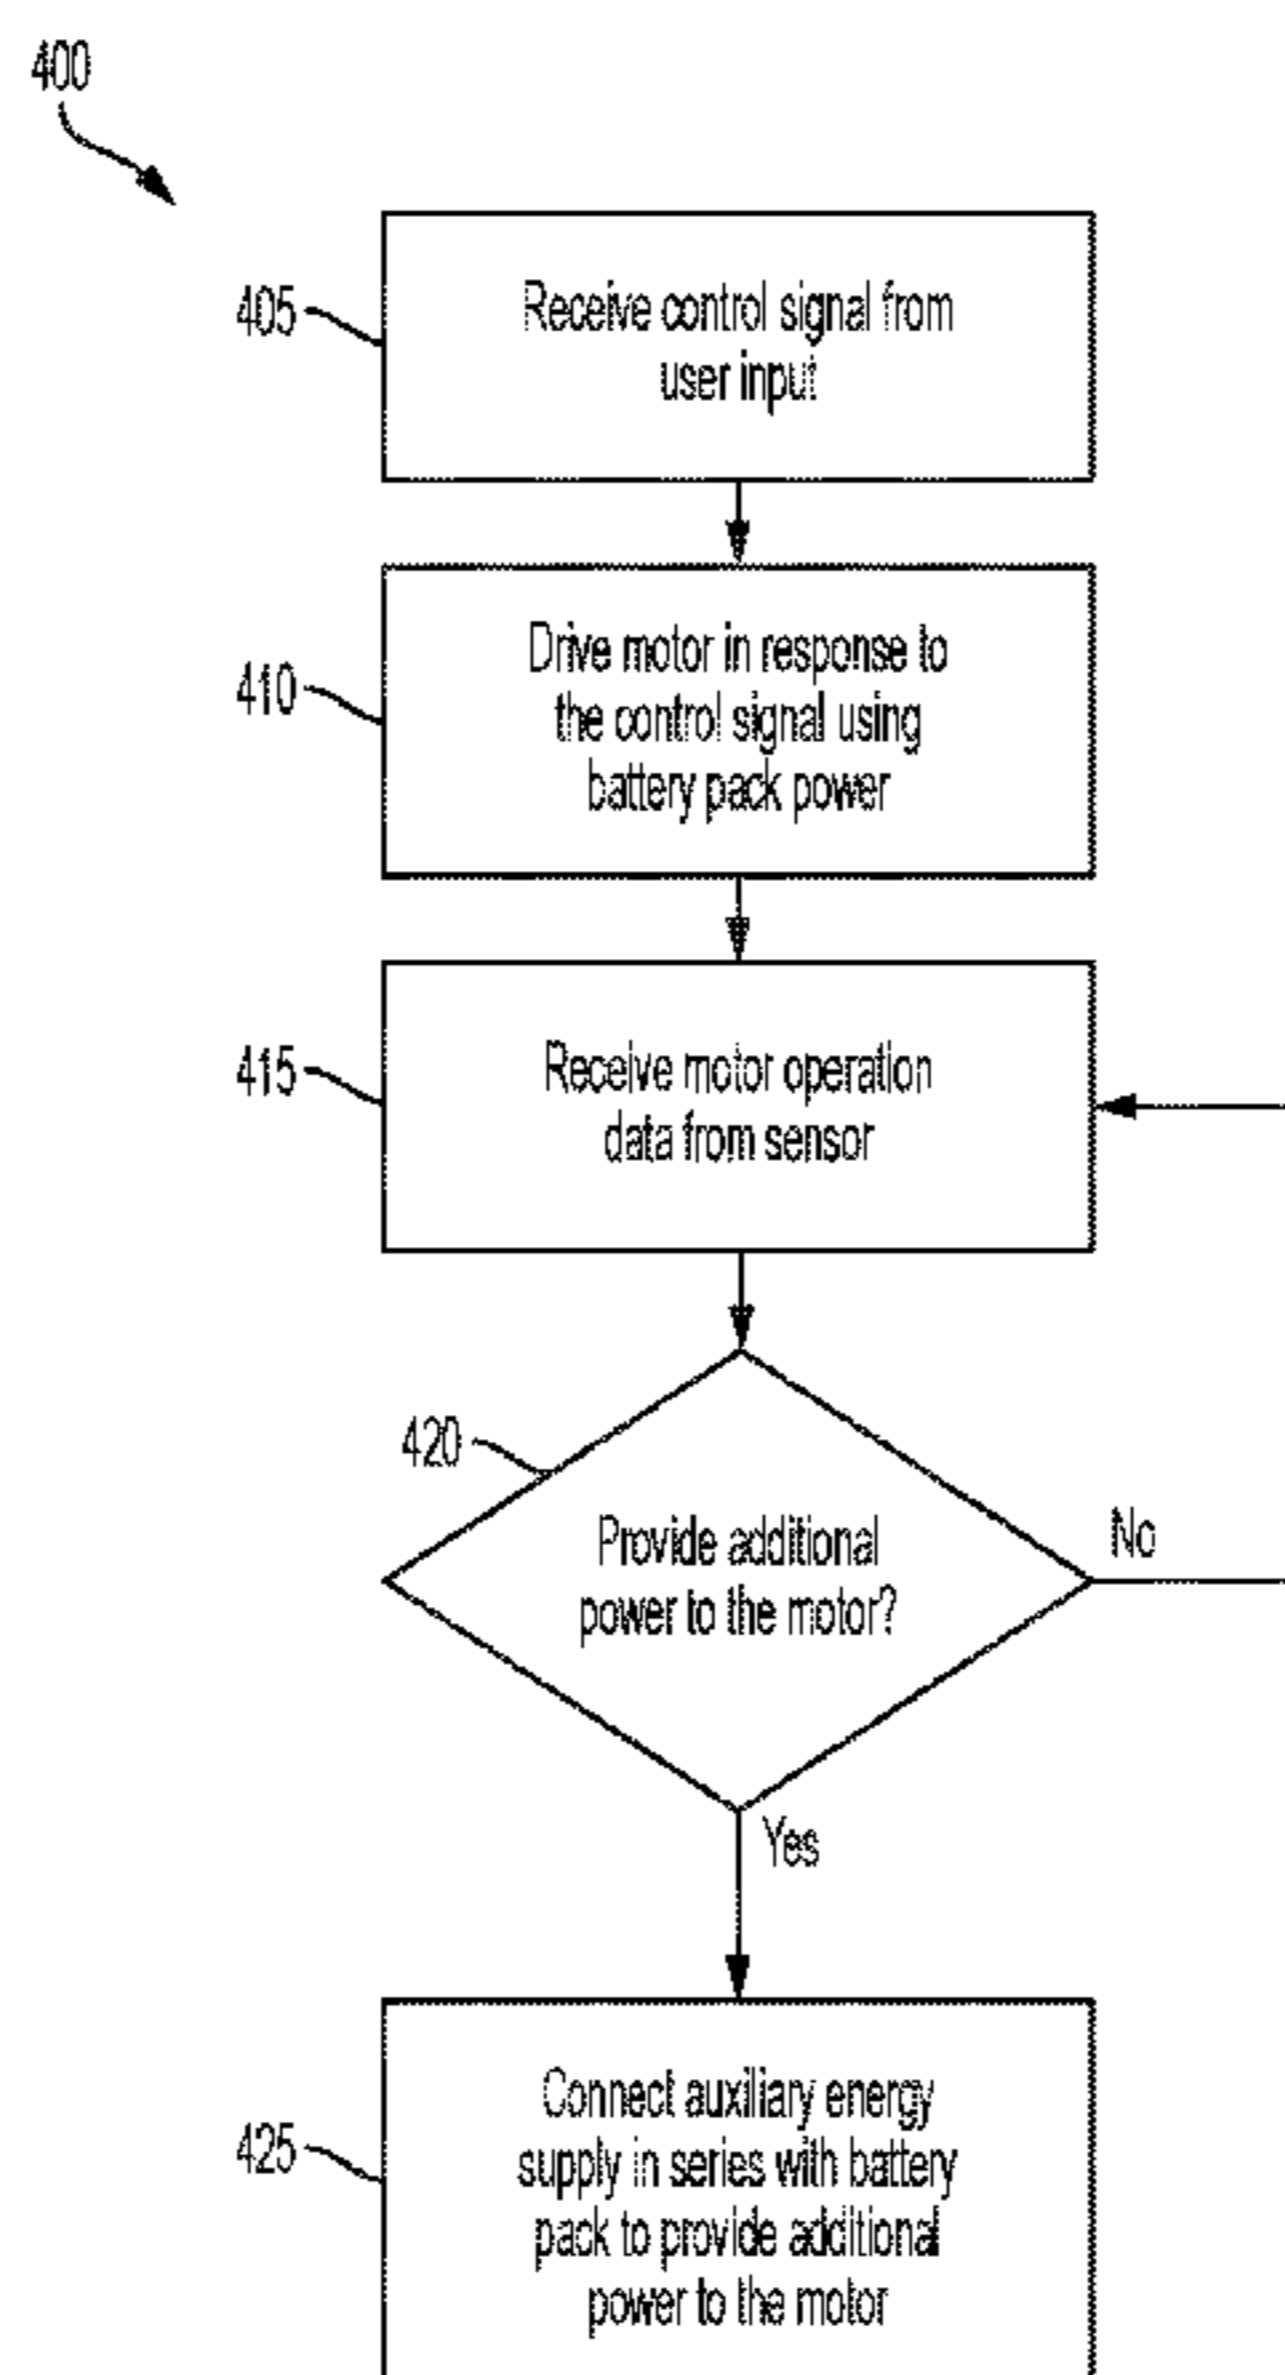 400
405
Receive control signal from
user input
410
Drive motor in response to
the control signal using
battery pack power
415
Receive motor operation
data from sensor
420
Provide additional
power to the motor?
No
Yes
425
Connect auxiliary energy
supply in series with battery
pack to provide additional
power to the motor